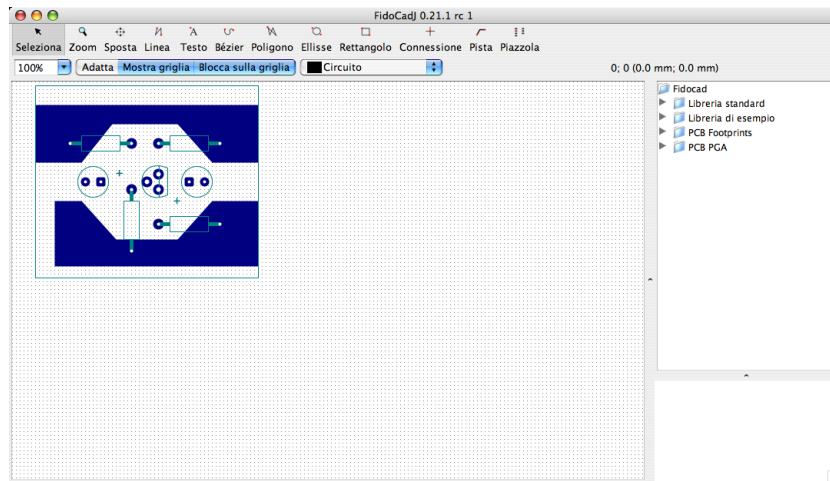 FidoCadJ 0.21.1 rc 1
Seleziona Zoom Sposta Linea Testo Bézier Poligono Ellisse Rettangolo Connessione Pista Piazzola
100% Adatta Mostra griglia Blocca sulla griglia Circuito 0; 0 (0.0 mm; 0.0 mm)
Fidocad
Libreria standard
Libreria di esempio
PCB Footprints
PCB PGA